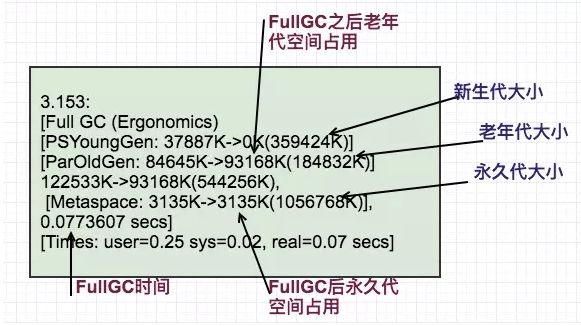 FullGC之后老年
代空间占用
新生代大小
老年代大小
永久代大小
3.153:
[Full GC (Ergonomics)
[PSYoungGen: 37887K->0K(359424K)]
[ParOldGen: 84645K->93168K(184832K)]
122533K->93168K(544256K),
[Metaspace: 3135K->3135K(1056768K)],
0.0773607 secs]
[Times: user=0.25 sys=0.02, real=0.07 secs]
FullGC时间
FullGC后永久代
空间占用